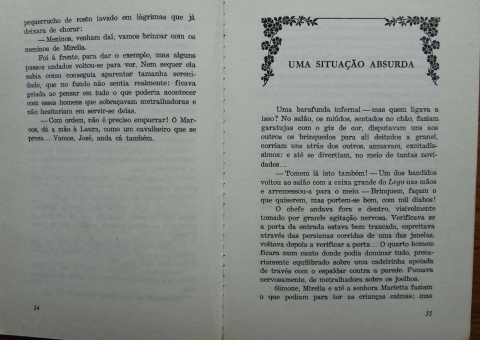 pequerrucho de rosto lavado em lágrimas que já
deixara de chorar:
— Meninos, venham daí, vamos brincar com os
meninos de Mirella.
Foi à frente, para dar o exemplo, mas alguns
passos andados voltou-se para ver. Nem sequer ela
sabia como conseguia aparentar tamanha sereni-
dade, que no fundo não sentia realmente: ficava
gelada ao pensar em tudo o que poderia acontecer
com esses homens que sobraçavam metralhadoras e
não hesitariam em servir-se delas.
— Com ordem, não é preciso empurrar! Ó Mar-
cos, dá a mão à Laura, como um cavalheiro que se
preza... Vamos, José, anda cá também.
54
UMA SITUAÇÃO ABSURDA
Uma barafunda infernal — mas quem ligava a
isso? No salão, os miúdos, sentados no chão, faziam
garatujas com o giz de cor, disputavam uns aos
outros os brinquedos para ali deitados a granel,
corriam uns atrás dos outros, amuavam, excitadís-
simos: e até se divertiam, no meio de tantas novi-
dades...
— Tomem lá isto também! — Um dos bandidos
voltou ao salão com a caixa grande do Lego nas mãos
e arremessou-a para o meio. — Brinquem, façam o
que quiserem, mas portem-se bem, com mil diabos!
O chefe andava fora e dentro, visivelmente
tomado por grande agitação nervosa. Verificava se
a porta da entrada estava bem trancada, espreitava
através das persianas corridas de uma das janelas,
voltava depois a verificar a porta... O quarto homem
ficara num canto donde podia dominar tudo, preca-
riamente equilibrado sobre uma cadeirinha apoiada
de través com o espaldar contra a parede. Fumava
nervosamente, de metralhadora sobre os joelhos.
Simone, Mirella e até a senhora Marietta faziam
o que podiam para ter as crianças calmas; mas
55